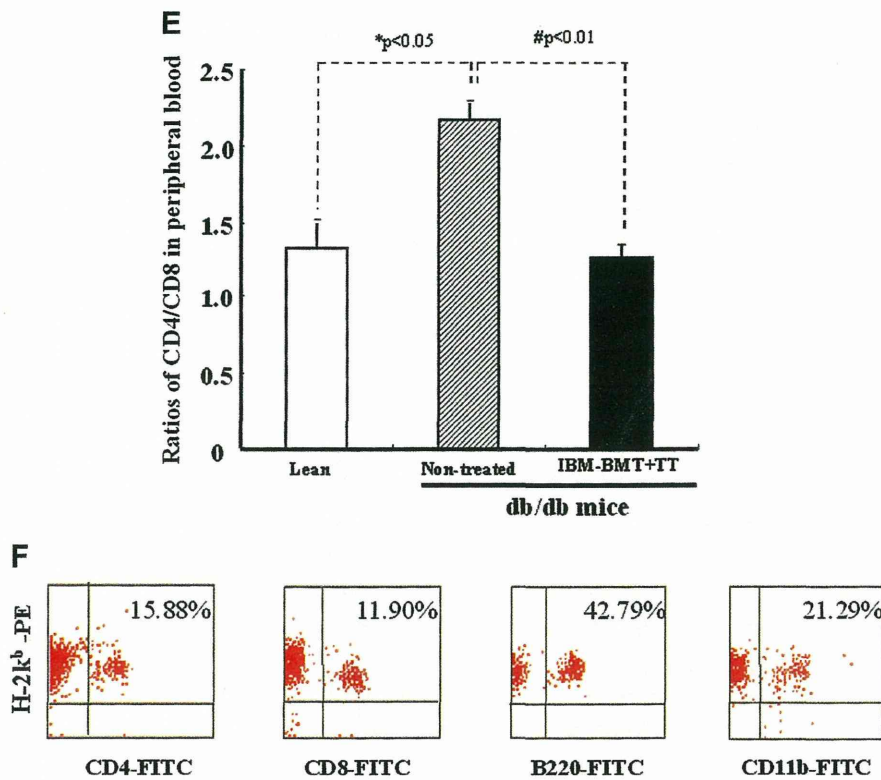 E
*p<0.05
#p<0.01
Ratios of CD4/CD8 in peripheral blood
2.5
2.0
1.5
1.0
0.5
0
Lean
Non-treated
IBM-BMT+TT
db/db mice
F
H-2kᵇ -PE
15.88%
11.90%
42.79%
21.29%
CD4-FITC
CD8-FITC
B220-FITC
CD11b-FITC